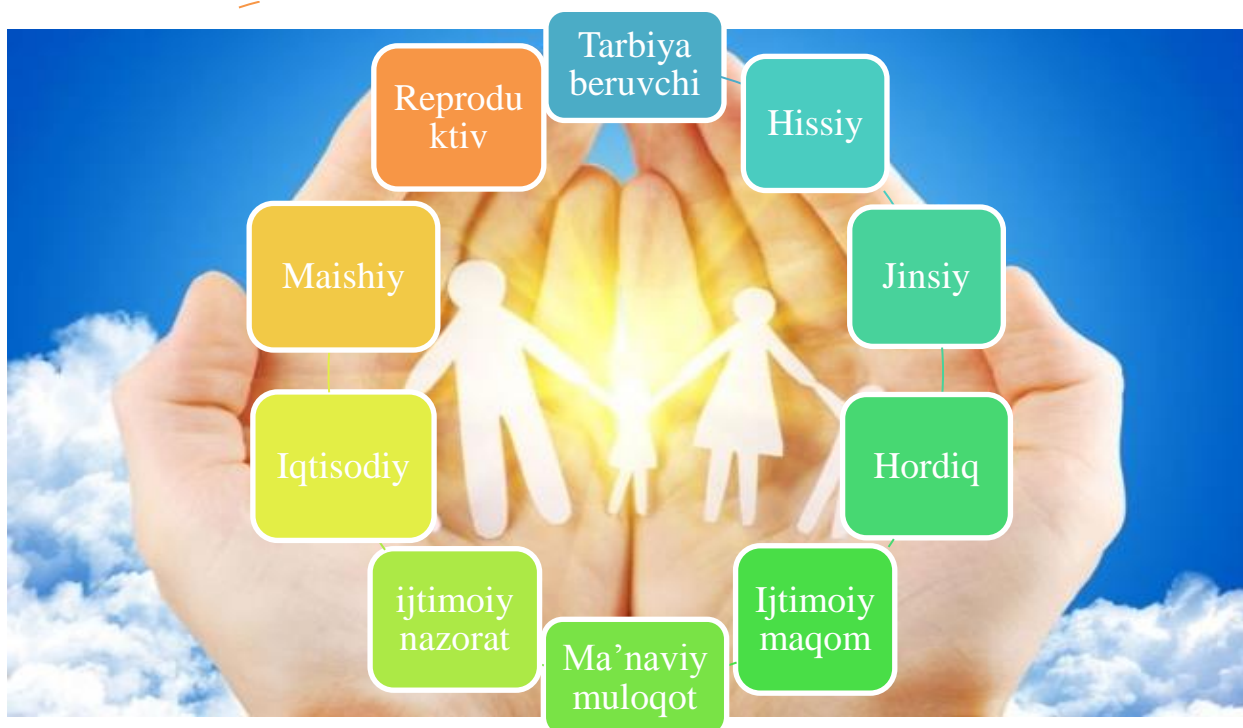 Tarbiya
beruvchi
Hissiy
Jinsiy
Hordiq
Ijtimoiy
maqom
Ma’naviy
muloqot
ijtimoiy
nazorat
Iqtisodiy
Maishiy
Reprodu
ktiv